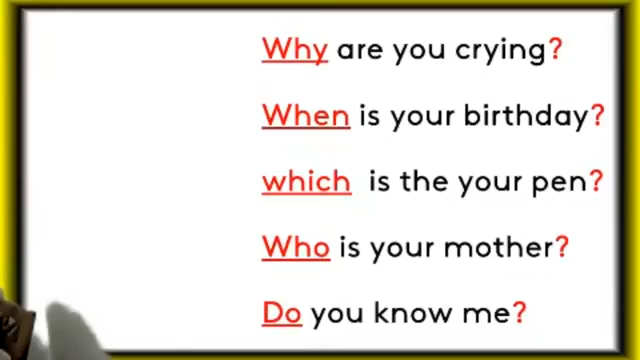 Why are you crying?
When is your birthday?
which is the your pen?
Who is your mother?
Do you know me?